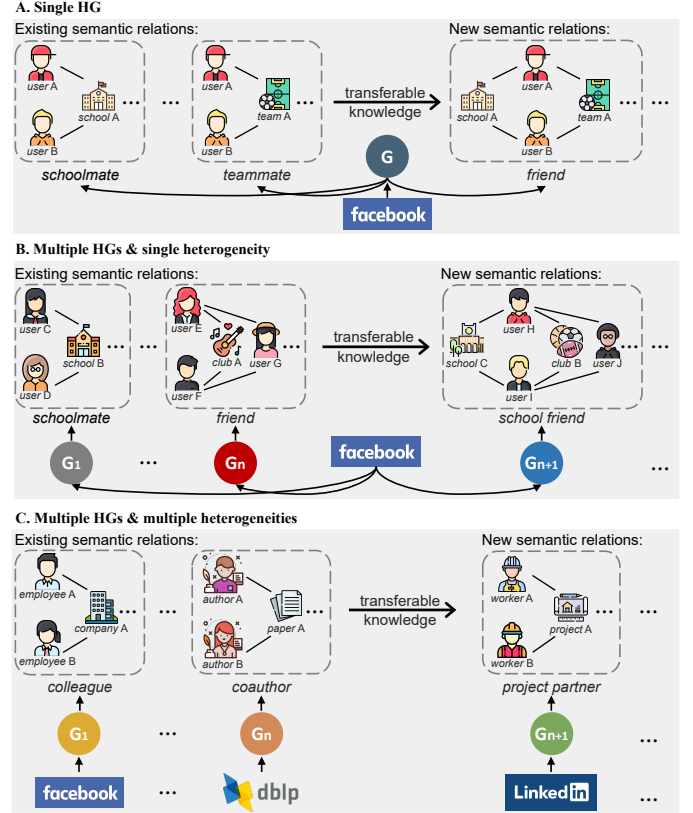 A. Single HG
Existing semantic relations:
New semantic relations:
user A
school A
user B
...
...
user A
team A
user B
...
transferable
knowledge
user A
school A
team A
user B
...
...
schoolmate
teammate
friend
G
facebook
B. Multiple HGs & single heterogeneity
Existing semantic relations:
New semantic relations:
user C
school B
user D
...
...
user E
club A
user G
user F
...
transferable
knowledge
user H
school C
club B
user J
user I
...
...
schoolmate
friend
school friend
G1
...
Gn
facebook
Gn+1
...
C. Multiple HGs & multiple heterogeneities
Existing semantic relations:
New semantic relations:
employee A
company A
employee B
...
...
author A
paper A
author B
...
transferable
knowledge
worker A
project A
worker B
...
...
colleague
coauthor
project partner
G1
...
Gn
Gn+1
...
facebook
...
dblp
Linked in
...